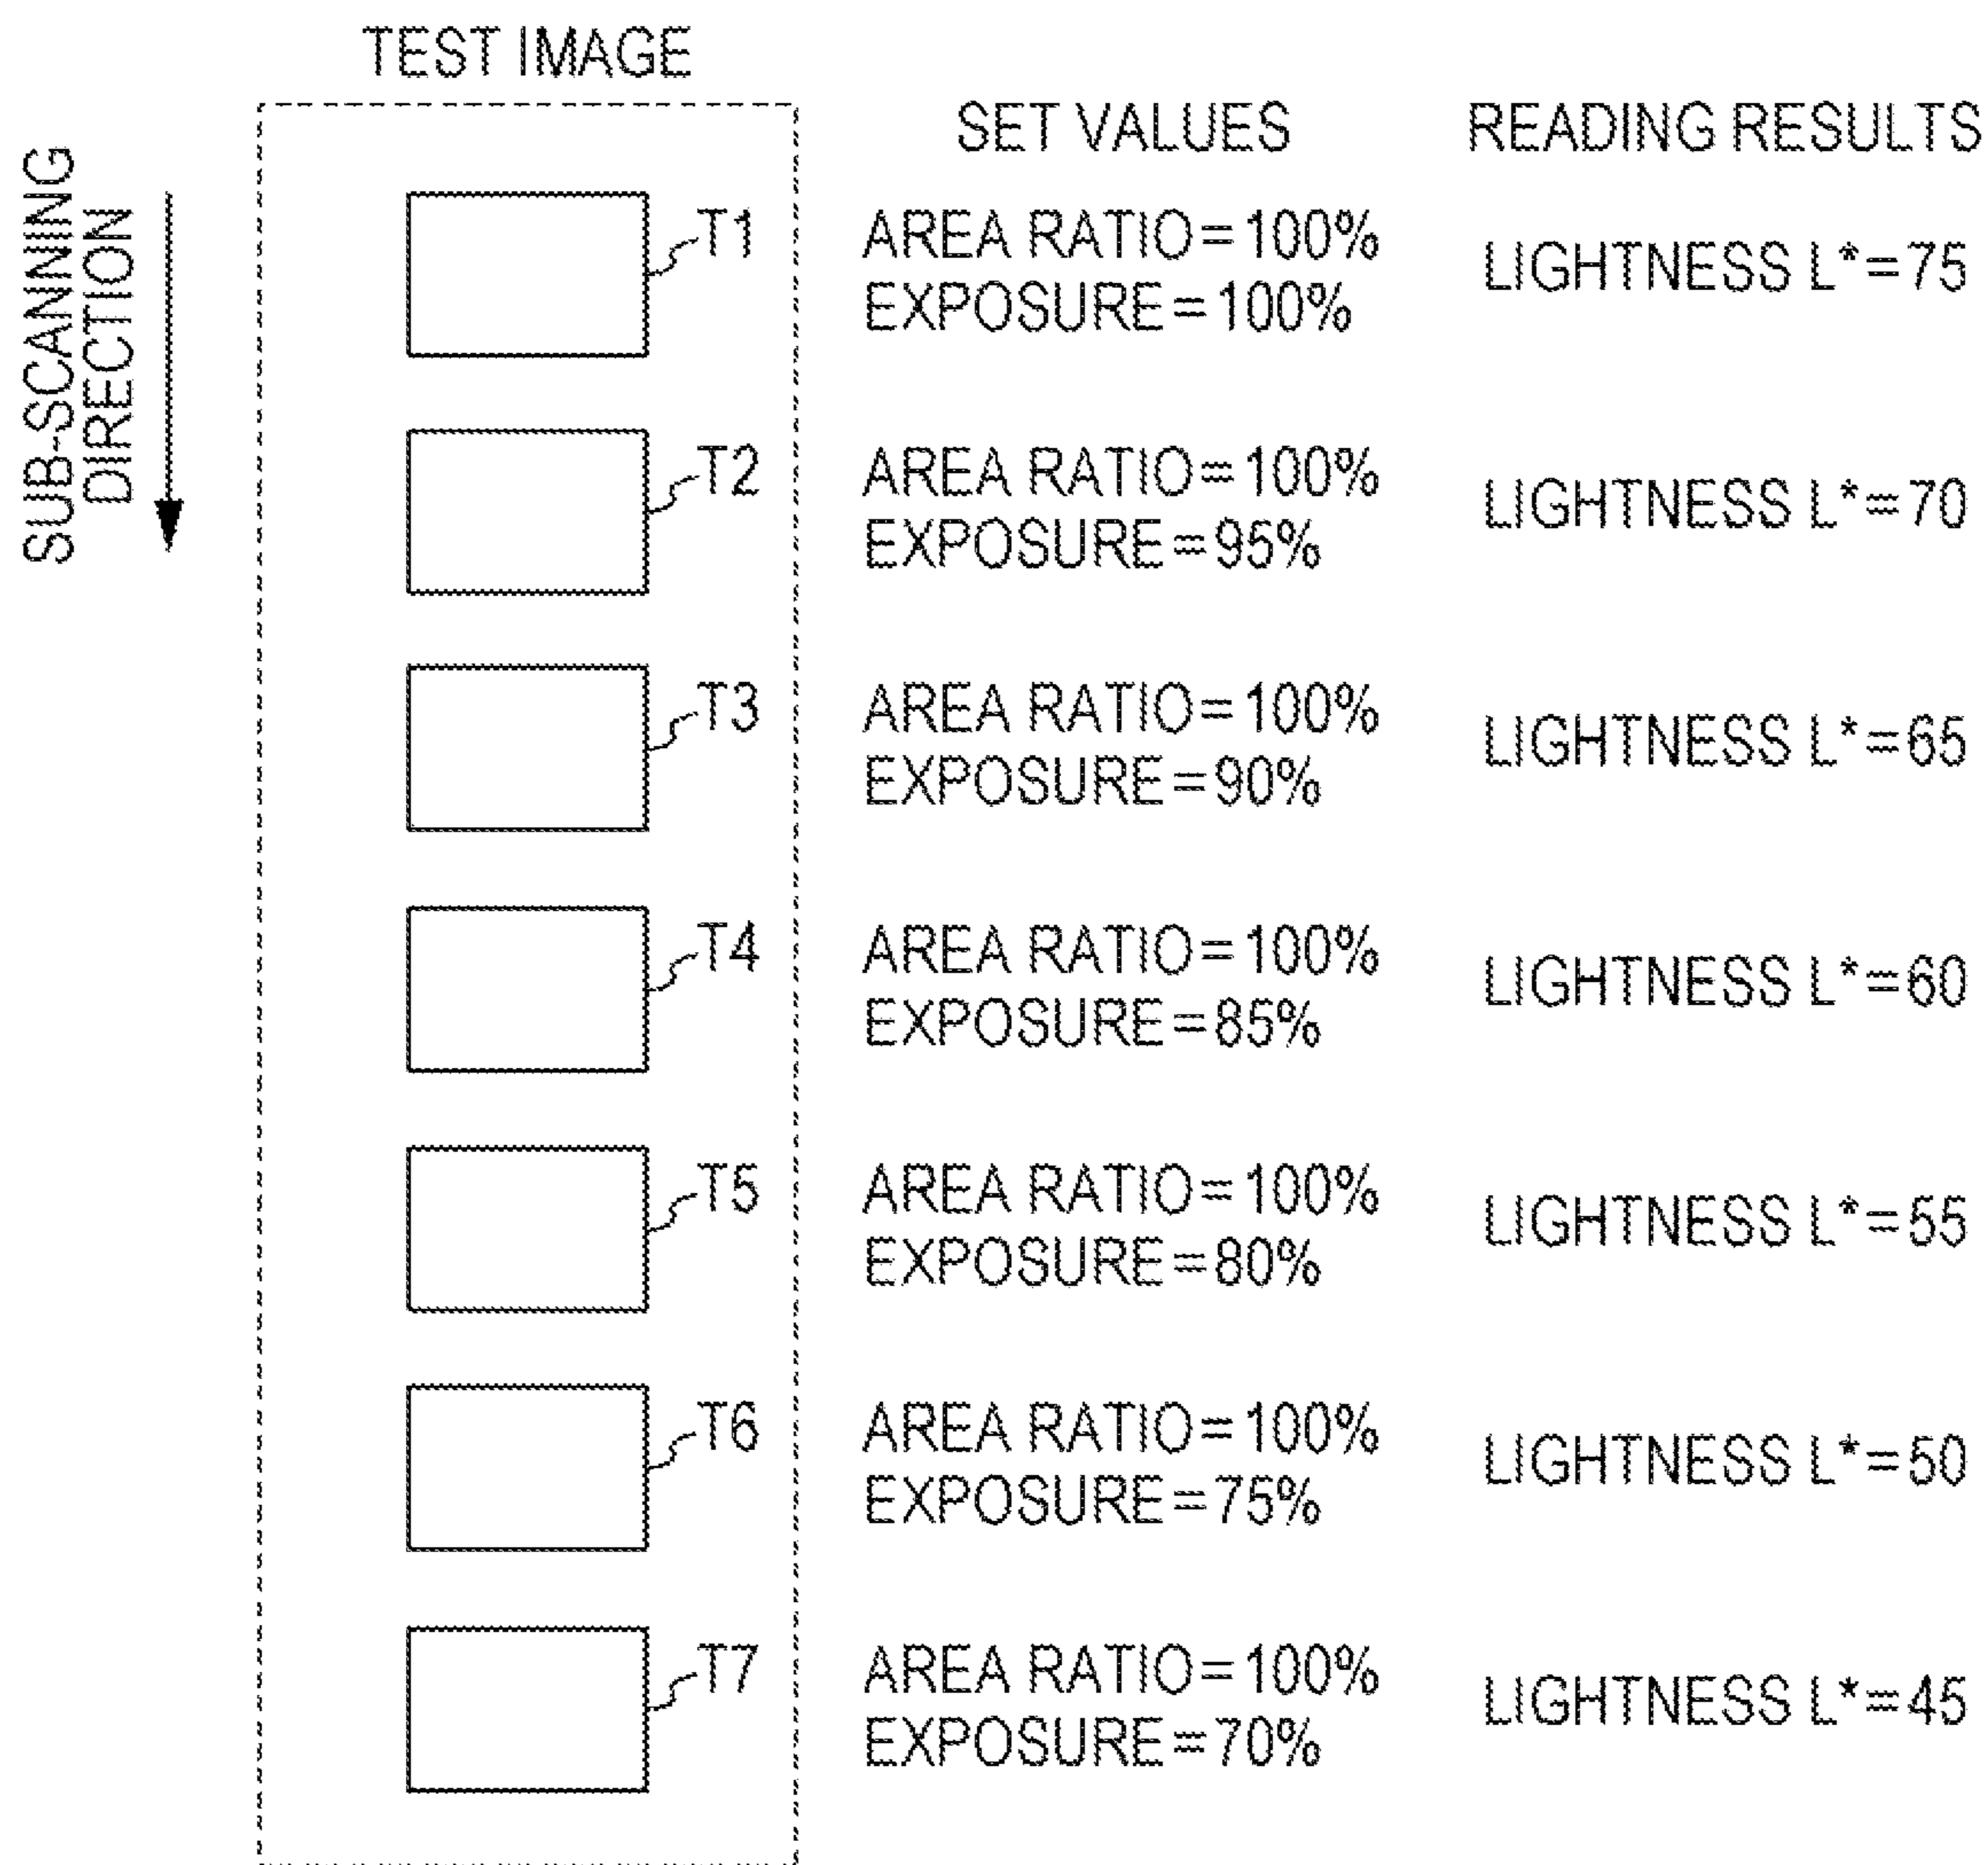 TEST IMAGE
SET VALUES
READING RESULTS
SUB-SCANNING
DIRECTION
T1
AREA RATIO=100%
EXPOSURE=100%
LIGHTNESS L*=75
T2
AREA RATIO=100%
EXPOSURE=95%
LIGHTNESS L*=70
T3
AREA RATIO=100%
EXPOSURE=90%
LIGHTNESS L*=65
T4
AREA RATIO=100%
EXPOSURE=85%
LIGHTNESS L*=60
T5
AREA RATIO=100%
EXPOSURE=80%
LIGHTNESS L*=55
T6
AREA RATIO=100%
EXPOSURE=75%
LIGHTNESS L*=50
T7
AREA RATIO=100%
EXPOSURE=70%
LIGHTNESS L*=45